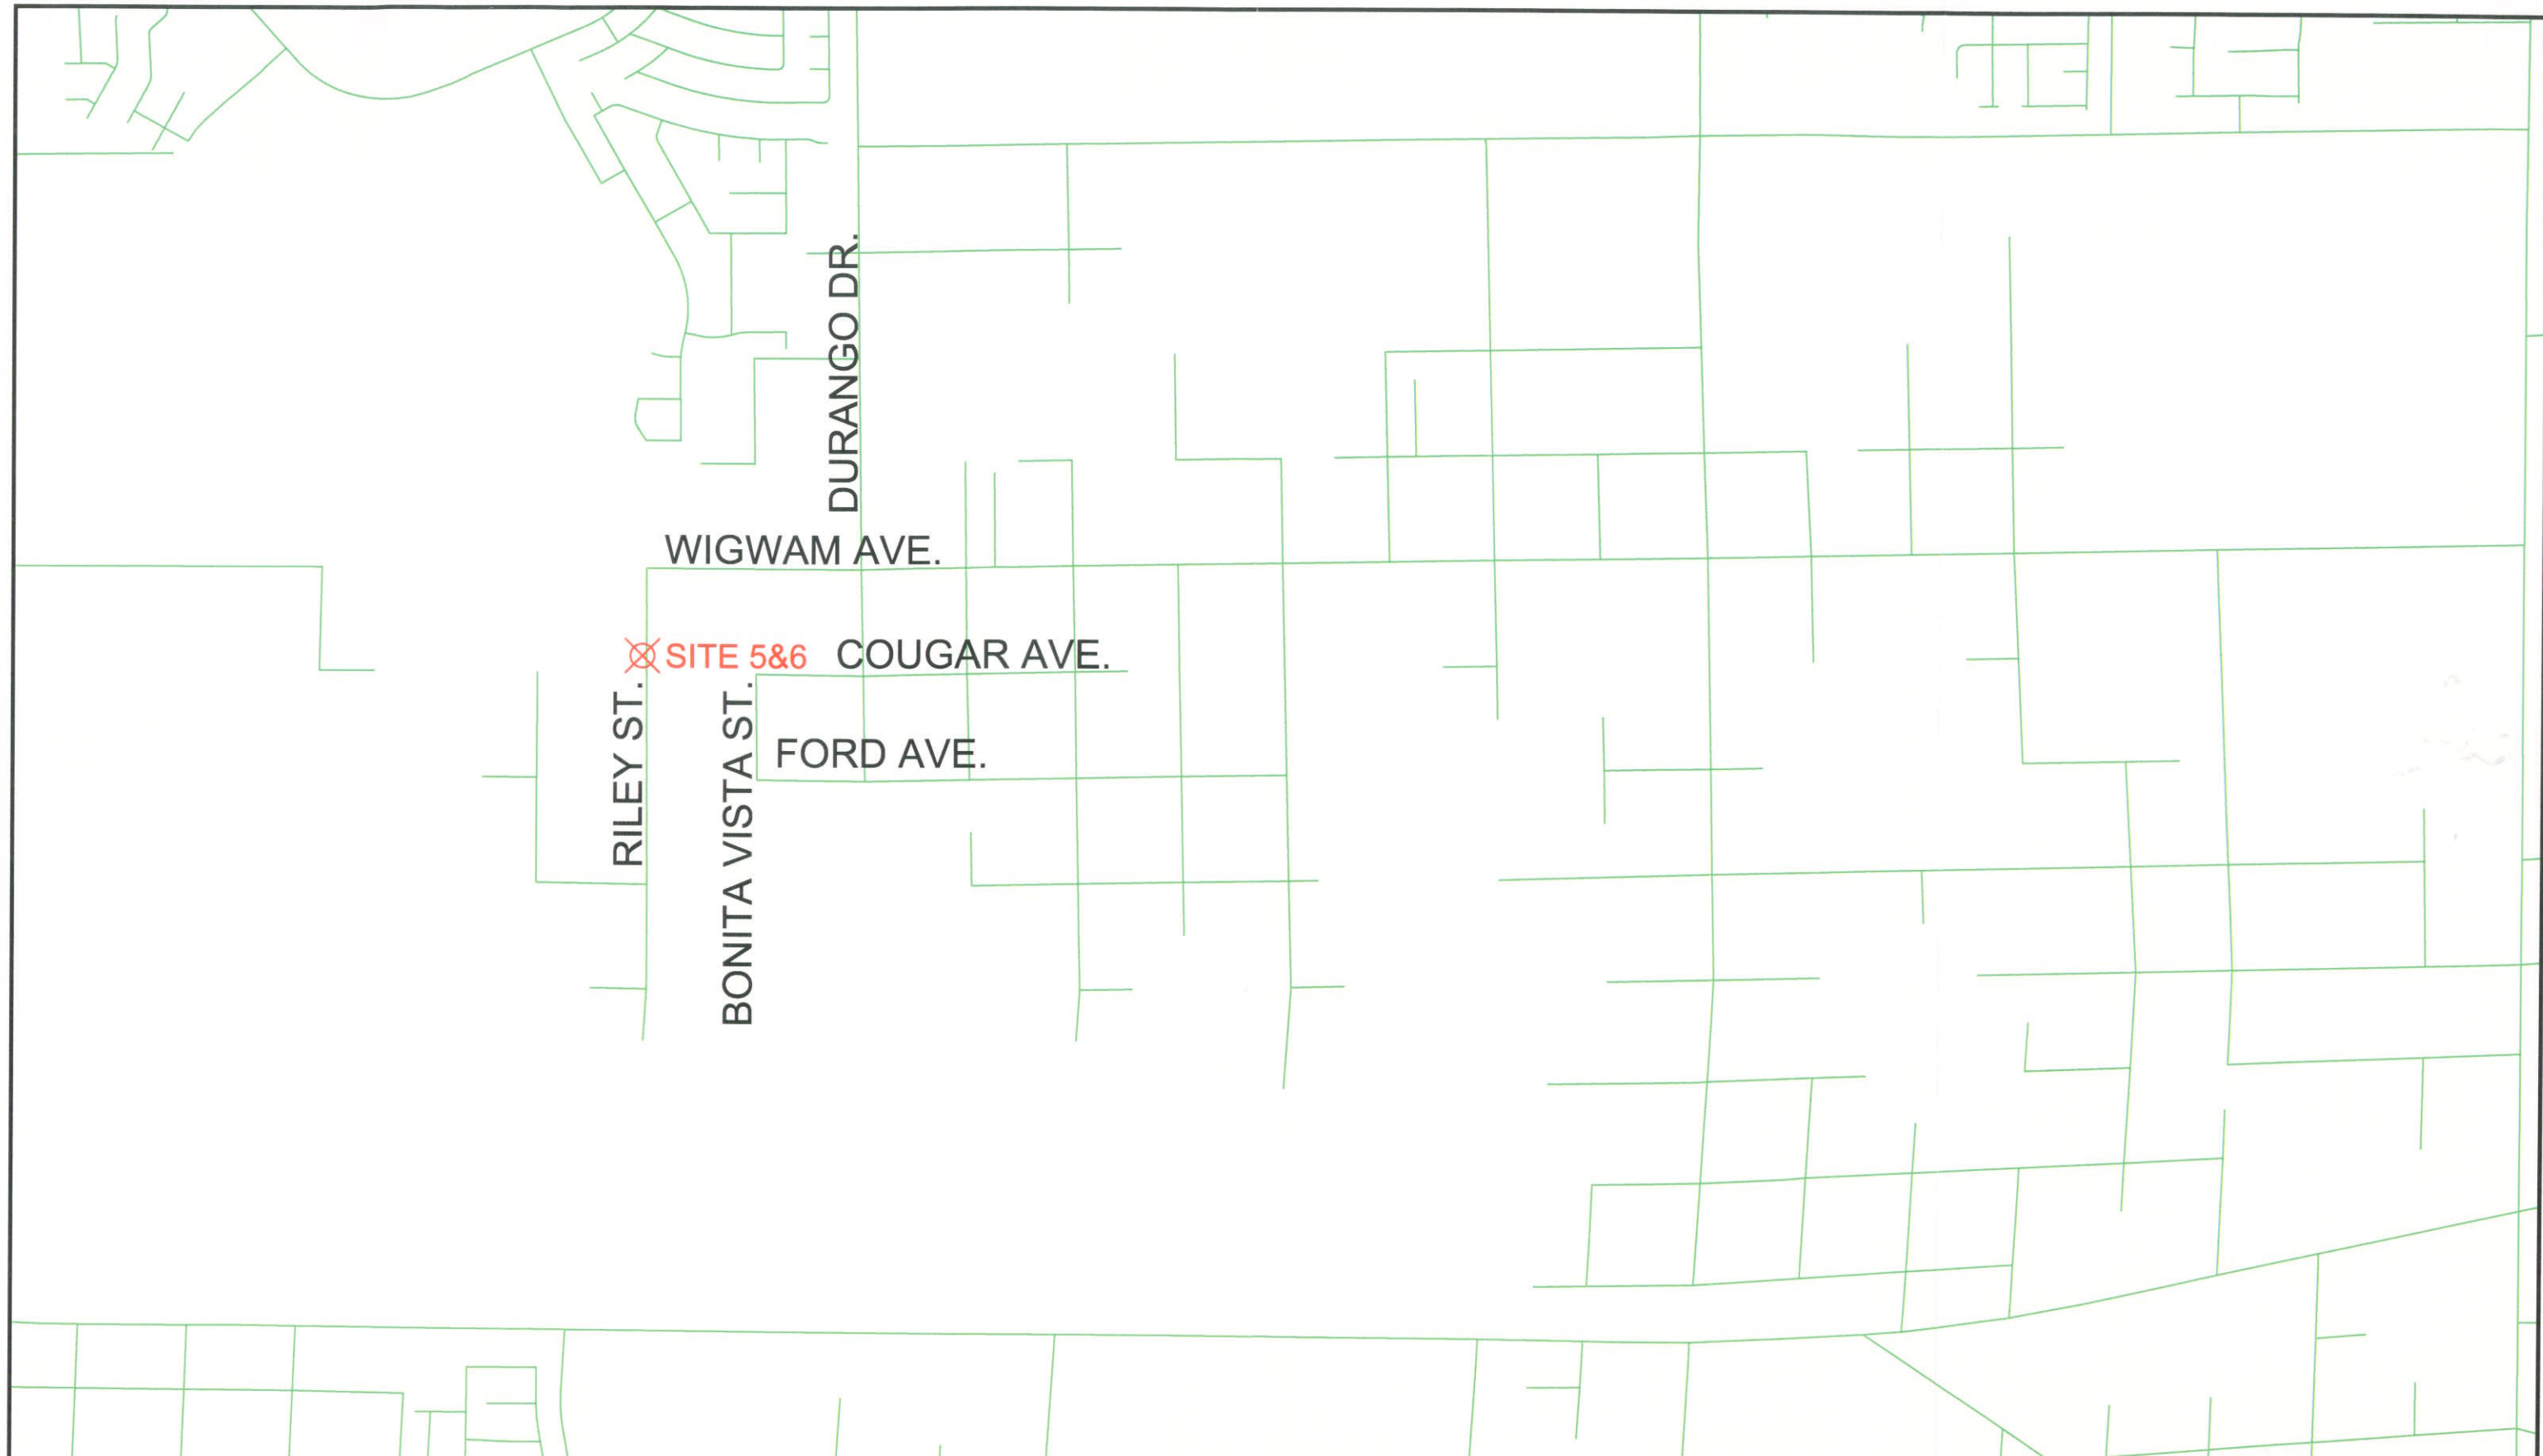 DURANGO DR.
WIGWAM AVE.
SITE 5&6
COUGAR AVE.
RILEY ST.
BONITA VISTA ST.
FORD AVE.